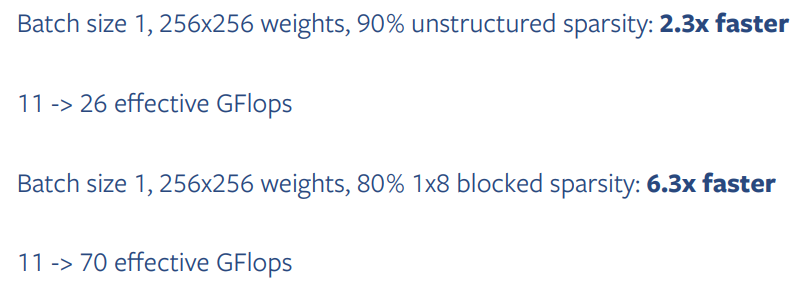 Batch size 1, 256x256 weights, 90% unstructured sparsity: 2.3x faster
11 -> 26 effective GFlops
Batch size 1, 256x256 weights, 80% 1x8 blocked sparsity: 6.3x faster
11 -> 70 effective GFlops